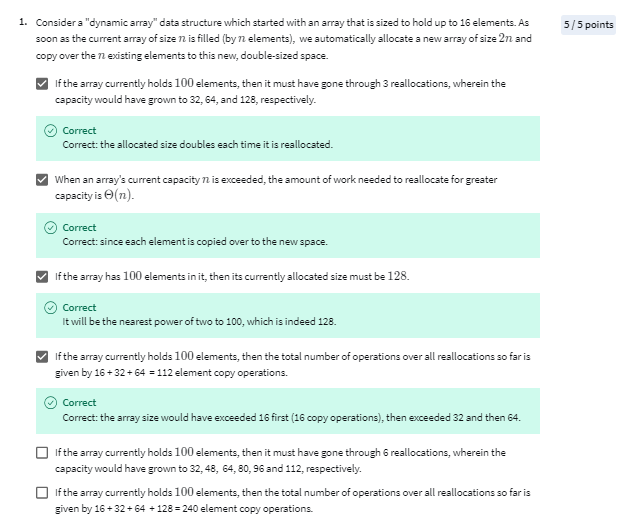 1. Consider a "dynamic array" data structure which started with an array that is sized to hold up to 16 elements. As
5 / 5 points
soon as the current array of size n is filled (by n elements), we automatically allocate a new array of size 2n and
copy over the n existing elements to this new, double-sized space.
If the array currently holds 100 elements, then it must have gone through 3 reallocations, wherein the
capacity would have grown to 32, 64, and 128, respectively.
Correct
Correct: the allocated size doubles each time it is reallocated.
When an array's current capacity n is exceeded, the amount of work needed to reallocate for greater
capacity is Θ(n).
Correct
Correct: since each element is copied over to the new space.
If the array has 100 elements in it, then its currently allocated size must be 128.
Correct
It will be the nearest power of two to 100, which is indeed 128.
If the array currently holds 100 elements, then the total number of operations over all reallocations so far is
given by 16 + 32 + 64 = 112 element copy operations.
Correct
Correct: the array size would have exceeded 16 first (16 copy operations), then exceeded 32 and then 64.
If the array currently holds 100 elements, then it must have gone through 6 reallocations, wherein the
capacity would have grown to 32, 48, 64, 80, 96 and 112, respectively.
If the array currently holds 100 elements, then the total number of operations over all reallocations so far is
given by 16 + 32 + 64 + 128 = 240 element copy operations.